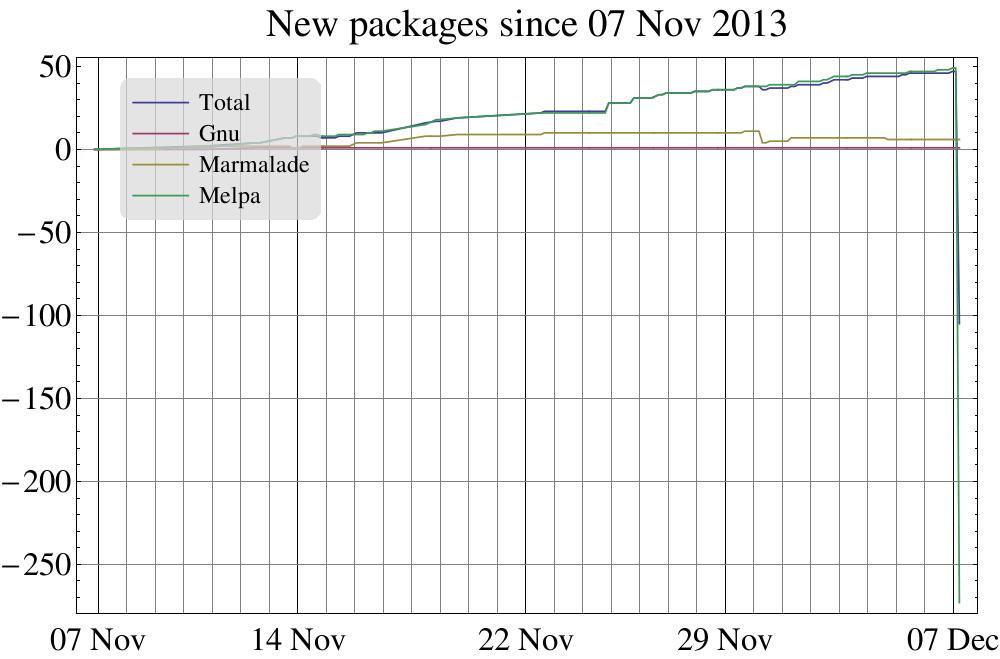 New packages since 07 Nov 2013
50
0
−50
−100
−150
−200
−250
Total
Gnu
Marmalade
Melpa
07 Nov 14 Nov 22 Nov 29 Nov 07 Dec